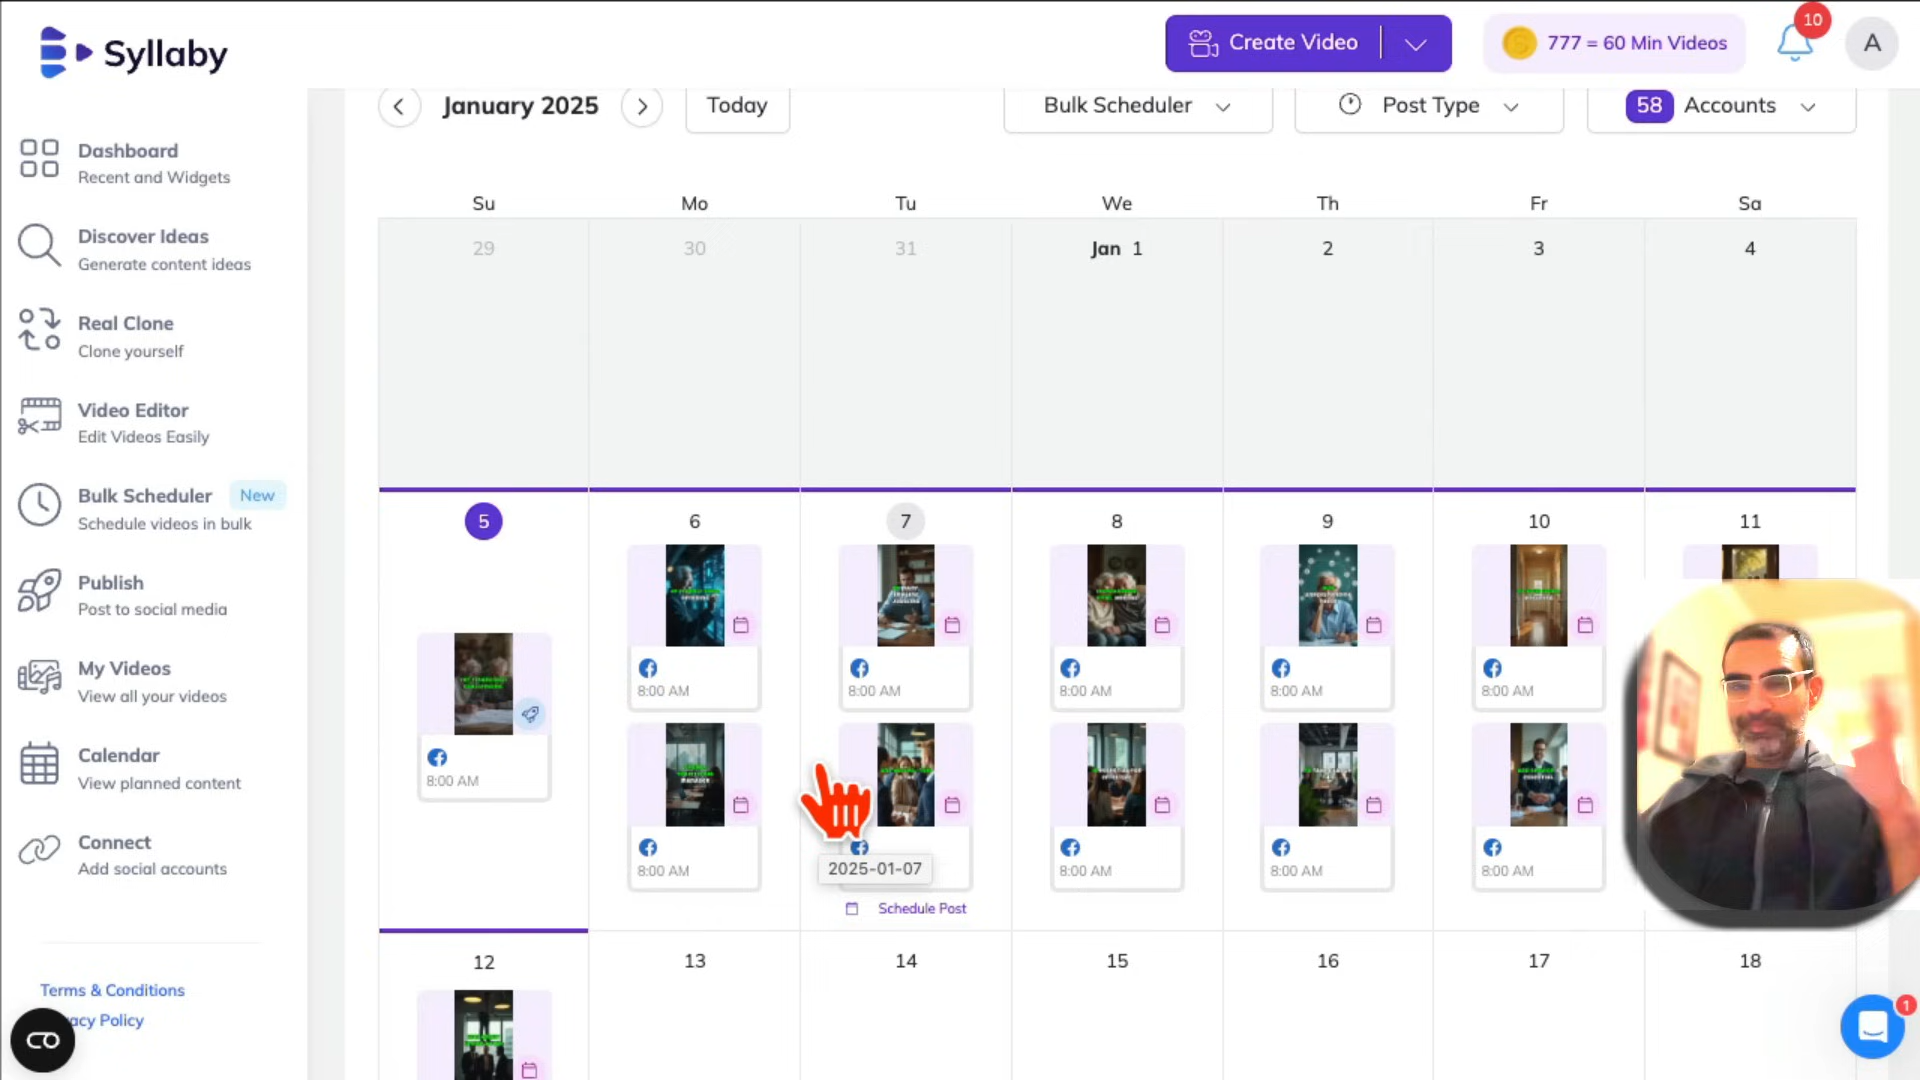 Syllaby
Create Video
777 = 60 Min Videos
10
A
January 2025
Today
Bulk Scheduler
Post Type
58 Accounts
Dashboard
Recent and Widgets
Discover Ideas
Generate content ideas
Real Clone
Clone yourself
Video Editor
Edit Videos Easily
Bulk Scheduler New
Schedule videos in bulk
Publish
Post to social media
My Videos
View all your videos
Calendar
View planned content
Connect
Add social accounts
Terms & Conditions
acy Policy
Su Mo Tu We Th Fr Sa
29 30 31 Jan 1 2 3 4
5 6 7 8 9 10 11
8:00 AM 8:00 AM 8:00 AM 8:00 AM 8:00 AM
8:00 AM
8:00 AM 8:00 AM 8:00 AM 8:00 AM
2025-01-07
Schedule Post
12 13 14 15 16 17 18
1